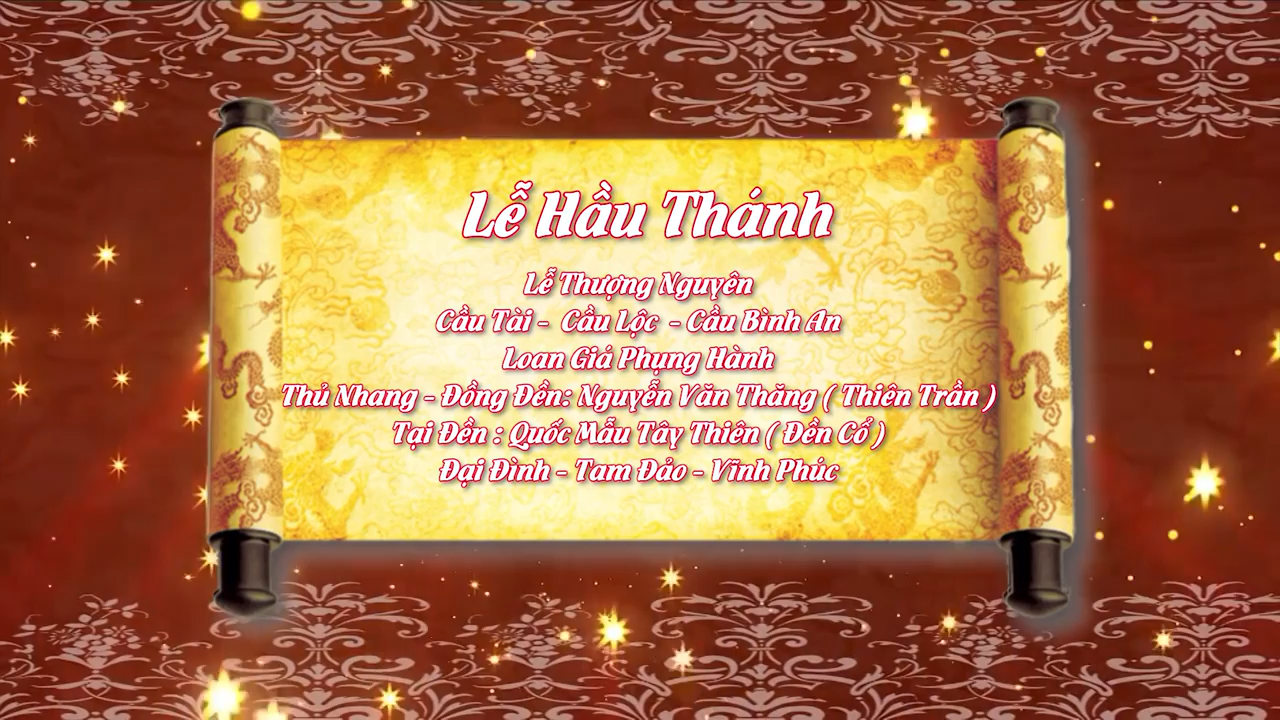 Lễ Hầu Thánh
Lễ Thượng Nguyên
Cầu Tài - Cầu Lộc - Cầu Bình An
Loan Giá Phụng Hành
Thủ Nhang - Đồng Đền: Nguyễn Văn Thăng ( Thiên Trần )
Tại Đền : Quốc Mẫu Tây Thiên ( Đền Cổ )
Đại Đình - Tam Đảo - Vĩnh Phúc